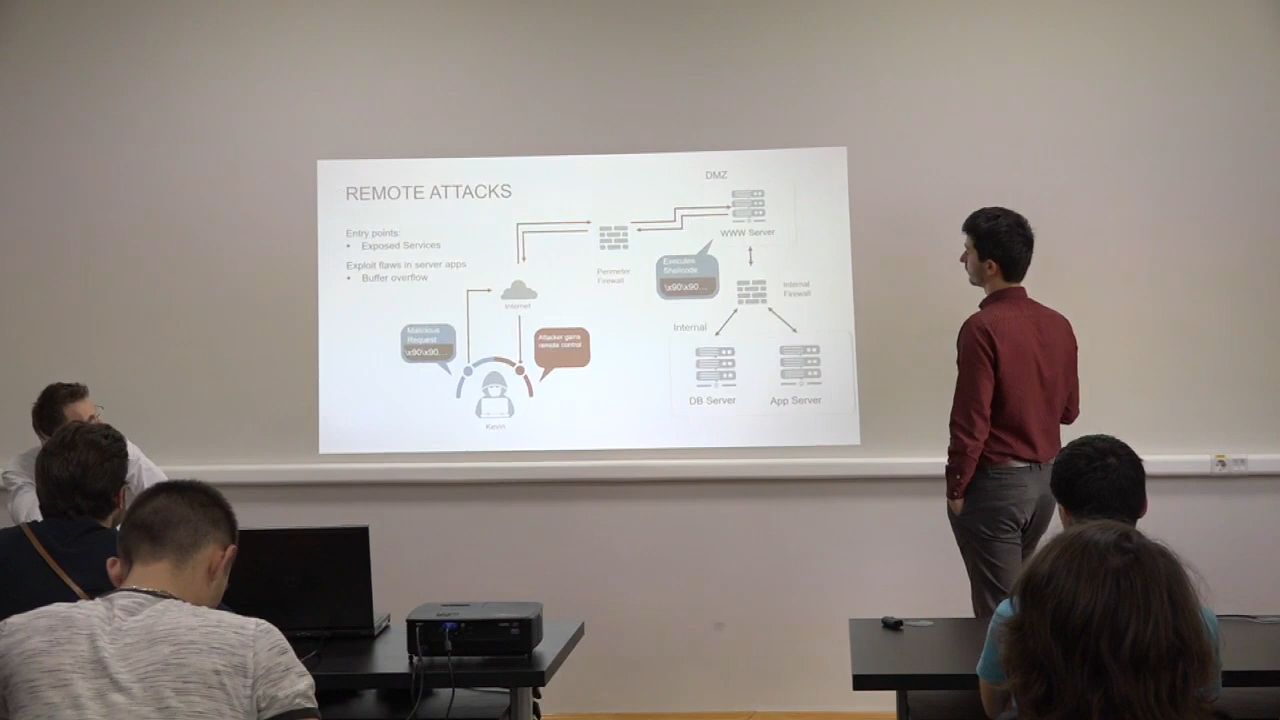 REMOTE ATTACKS
Entry points:
• Exposed Services
Exploit flaws in server apps
• Buffer overflow
DMZ
WWW Server
Perimeter
Firewall
Executes
Shellcode
\x90\x90...
Internal
Firewall
Internet
Malicious
Request
\x90\x90...
Attacker gains
remote control
Kevin
Internal
DB Server
App Server